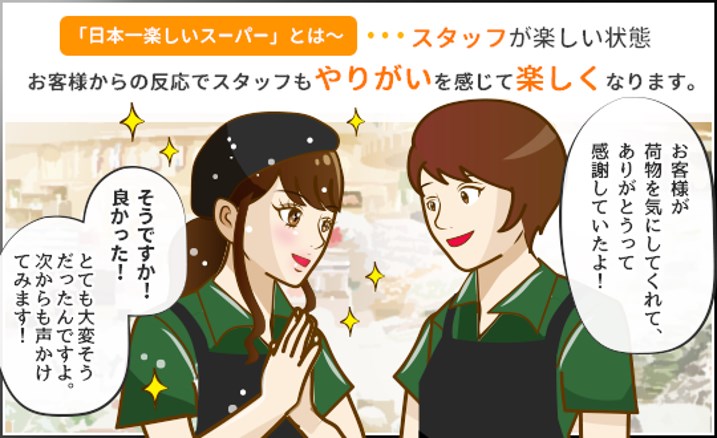 「日本一楽しいスーパー」とは～ ･･･スタッフが楽しい状態
お客様からの反応でスタッフもやりがいを感じて楽しくなります。
お客様が
荷物を気にしてくれて、
ありがとうって
感謝していたよ！
そうですか！
良かった！
とても大変そう
だったんですよ。
次からも声かけ
てみます！